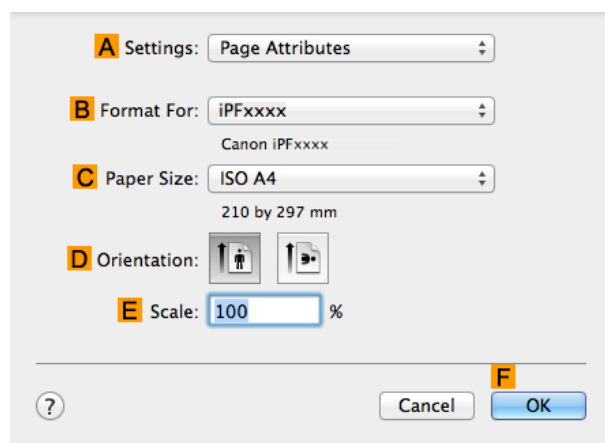 A Settings: Page Attributes
B Format For: iPFxxxx
Canon iPFxxxx
C Paper Size: ISO A4
210 by 297 mm
D Orientation:
E Scale: 100 %
F
? Cancel OK